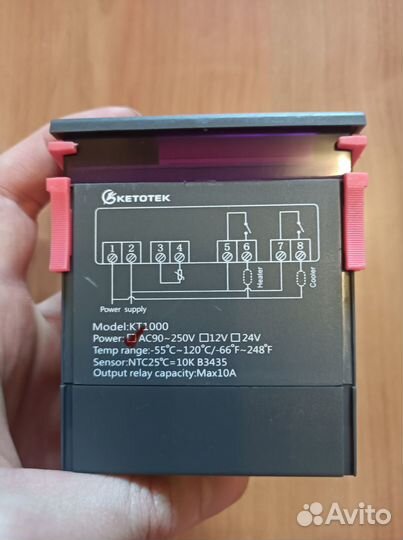 KETOTEK
1 2 3 4 5 6 7 8
Heater
Cooler
Power supply
Model:KT1000
Power:□AC90~250V □12V □24V
Temp range:-55℃~120℃/-66℉~248℉
Sensor:NTC25℃=10K B3435
Output relay capacity:Max10A
Avito